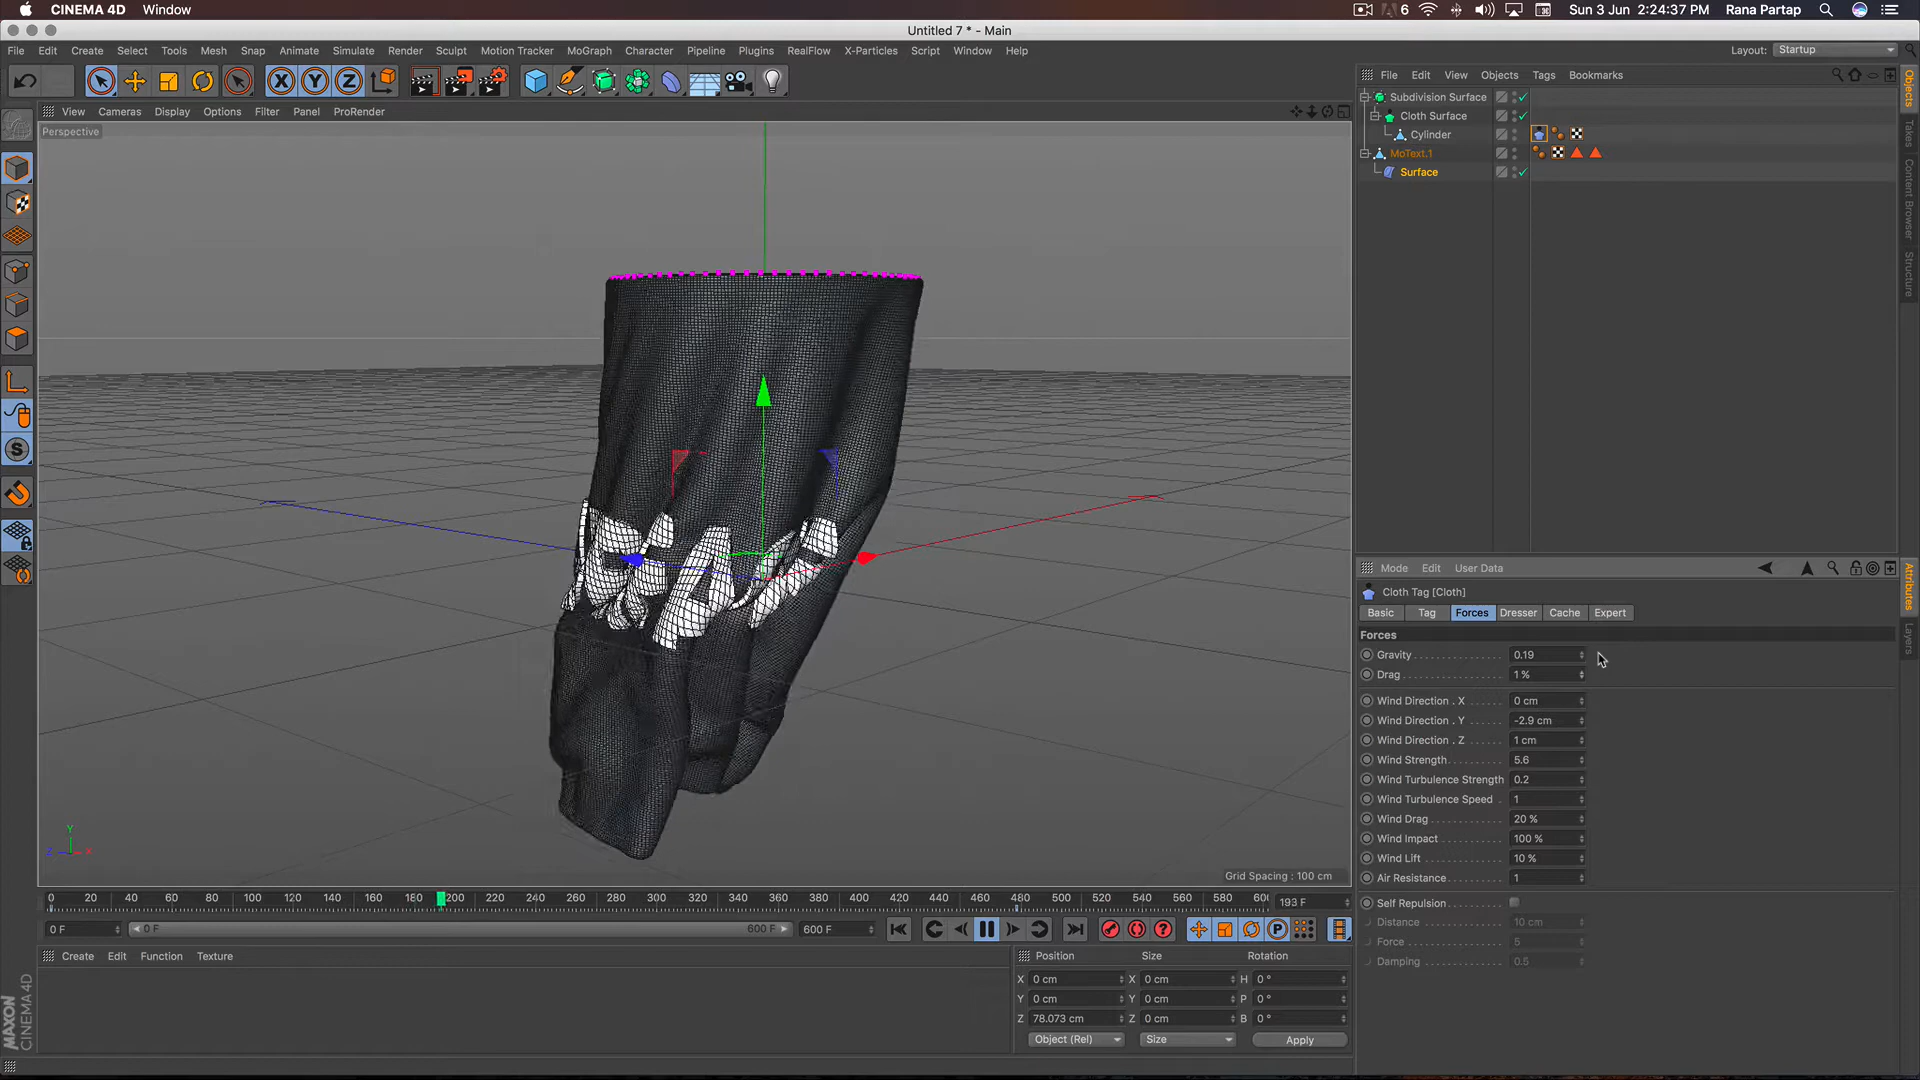 CINEMA 4D Window 6 Sun 3 Jun 2:24:37 PM Rana Partap
Untitled 7 * - Main
File Edit Create Select Tools Mesh Snap Animate Simulate Render Sculpt Motion Tracker MoGraph Character Pipeline Plugins RealFlow X-Particles Script Window Help Layout: Startup
X Y Z
File Edit View Objects Tags Bookmarks
View Cameras Display Options Filter Panel ProRender
Perspective
Subdivision Surface
Cloth Surface
Cylinder
MoText.1
Surface
Objects
Takes
Content Browser
Structure
Mode Edit User Data
Cloth Tag [Cloth]
Basic Tag Forces Dresser Cache Expert
Forces
Gravity 0.19
Drag 1 %
Wind Direction . X 0 cm
Wind Direction . Y -2.9 cm
Wind Direction . Z 1 cm
Wind Strength 5.6
Wind Turbulence Strength 0.2
Wind Turbulence Speed 1
Wind Drag 20 %
Wind Impact 100 %
Wind Lift 10 %
Air Resistance 1
Self Repulsion
Distance 10 cm
Force 5
Damping 0.5
Attributes
Layers
Y
Z X
Grid Spacing : 100 cm
0 20 40 60 80 100 120 140 160 180 200 220 240 260 280 300 320 340 360 380 400 420 440 460 480 500 520 540 560 580 600 193 F
0 F 0 F 600 F 600 F
Create Edit Function Texture
Position Size Rotation
X 0 cm X 0 cm H 0 °
Y 0 cm Y 0 cm P 0 °
Z 78.073 cm Z 0 cm B 0 °
Object (Rel) Size Apply
MAXON
CINEMA 4D